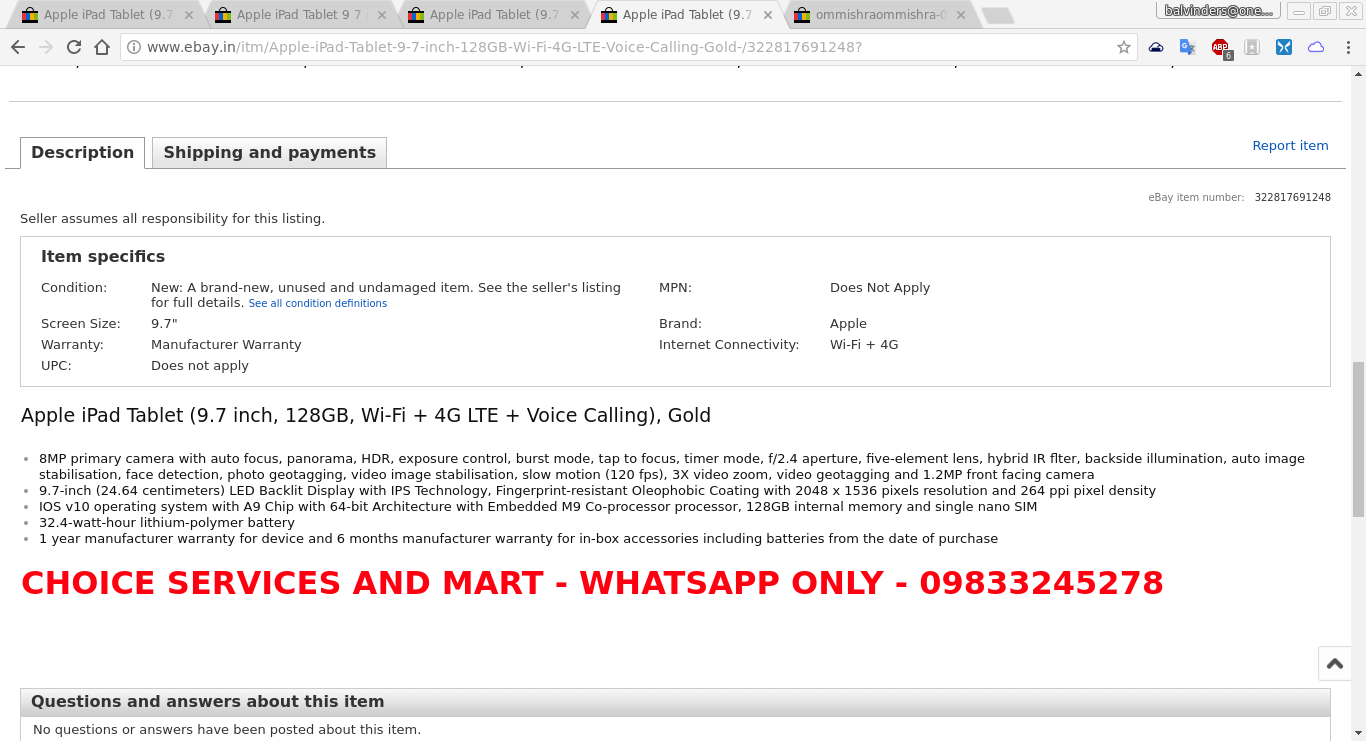 Apple iPad Tablet (9.7
Apple iPad Tablet 9 7
Apple iPad Tablet (9.7
Apple iPad Tablet (9.7
ommishraommishra-0
balvinders@one...
www.ebay.in/itm/Apple-iPad-Tablet-9-7-inch-128GB-Wi-Fi-4G-LTE-Voice-Calling-Gold-/322817691248?
ABP
6
Description
Shipping and payments
Report item
eBay item number: 322817691248
Seller assumes all responsibility for this listing.
Item specifics
Condition: New: A brand-new, unused and undamaged item. See the seller's listing MPN: Does Not Apply
for full details. See all condition definitions
Screen Size: 9.7" Brand: Apple
Warranty: Manufacturer Warranty Internet Connectivity: Wi-Fi + 4G
UPC: Does not apply
Apple iPad Tablet (9.7 inch, 128GB, Wi-Fi + 4G LTE + Voice Calling), Gold
• 8MP primary camera with auto focus, panorama, HDR, exposure control, burst mode, tap to focus, timer mode, f/2.4 aperture, five-element lens, hybrid IR flter, backside illumination, auto image
stabilisation, face detection, photo geotagging, video image stabilisation, slow motion (120 fps), 3X video zoom, video geotagging and 1.2MP front facing camera
• 9.7-inch (24.64 centimeters) LED Backlit Display with IPS Technology, Fingerprint-resistant Oleophobic Coating with 2048 x 1536 pixels resolution and 264 ppi pixel density
• IOS v10 operating system with A9 Chip with 64-bit Architecture with Embedded M9 Co-processor processor, 128GB internal memory and single nano SIM
• 32.4-watt-hour lithium-polymer battery
• 1 year manufacturer warranty for device and 6 months manufacturer warranty for in-box accessories including batteries from the date of purchase
CHOICE SERVICES AND MART - WHATSAPP ONLY - 09833245278
Questions and answers about this item
No questions or answers have been posted about this item.